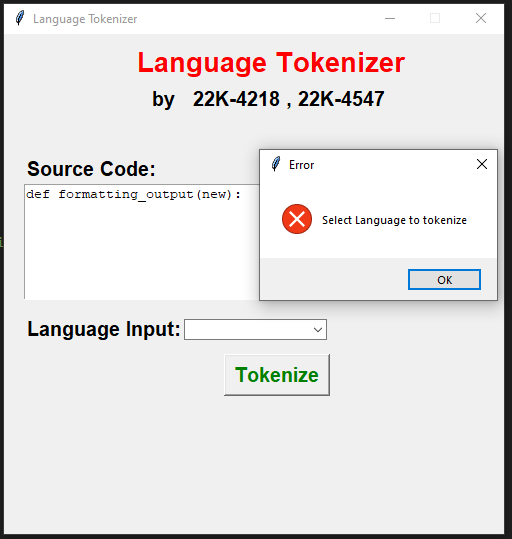 Language Tokenizer
Language Tokenizer
by 22K-4218 , 22K-4547
Error
Select Language to tokenize
OK
Source Code:
def formatting_output(new):
Language Input:
Tokenize